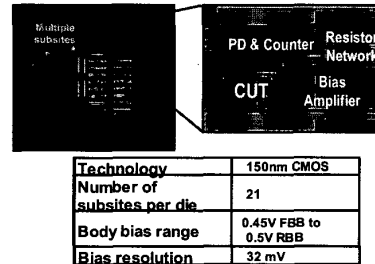 Multiple
subsites
PD & Counter
Resistor
Network
CUT
Bias
Amplifier
Technology
150nm CMOS
Number of
subsites per die
21
Body bias range
0.45V FBB to
0.5V RBB
Bias resolution
32 mV